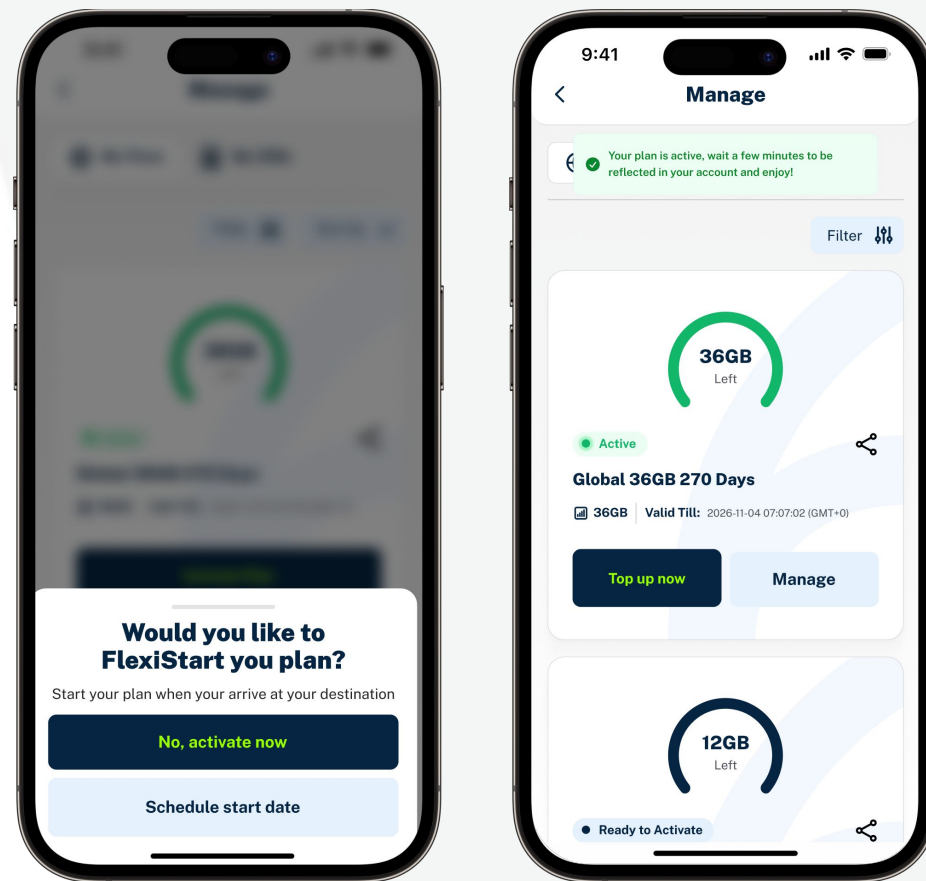 Would you like to
FlexiStart you plan?
Start your plan when your arrive at your destination
No, activate now
Schedule start date
9:41
Manage
Your plan is active, wait a few minutes to be
reflected in your account and enjoy!
Filter
36GB
Left
Active
Global 36GB 270 Days
36GB Valid Till: 2026-11-04 07:07:02 (GMT+0)
Top up now
Manage
12GB
Left
Ready to Activate